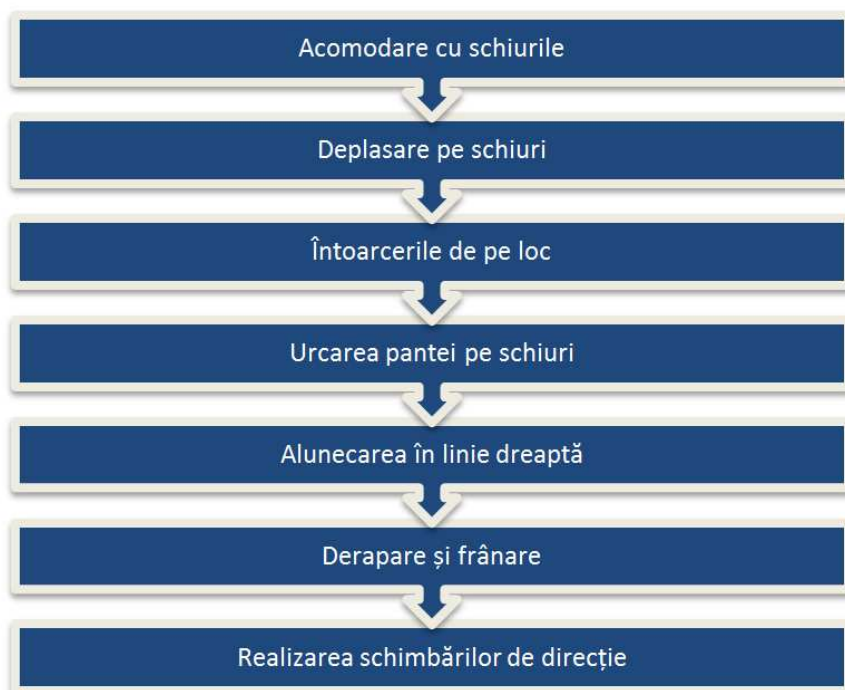 Acomodare cu schiurile
Deplasare pe schiuri
Întoarcerile de pe loc
Urcarea pantei pe schiuri
Alunecarea în linie dreaptă
Derapare și frânare
Realizarea schimbărilor de direcție